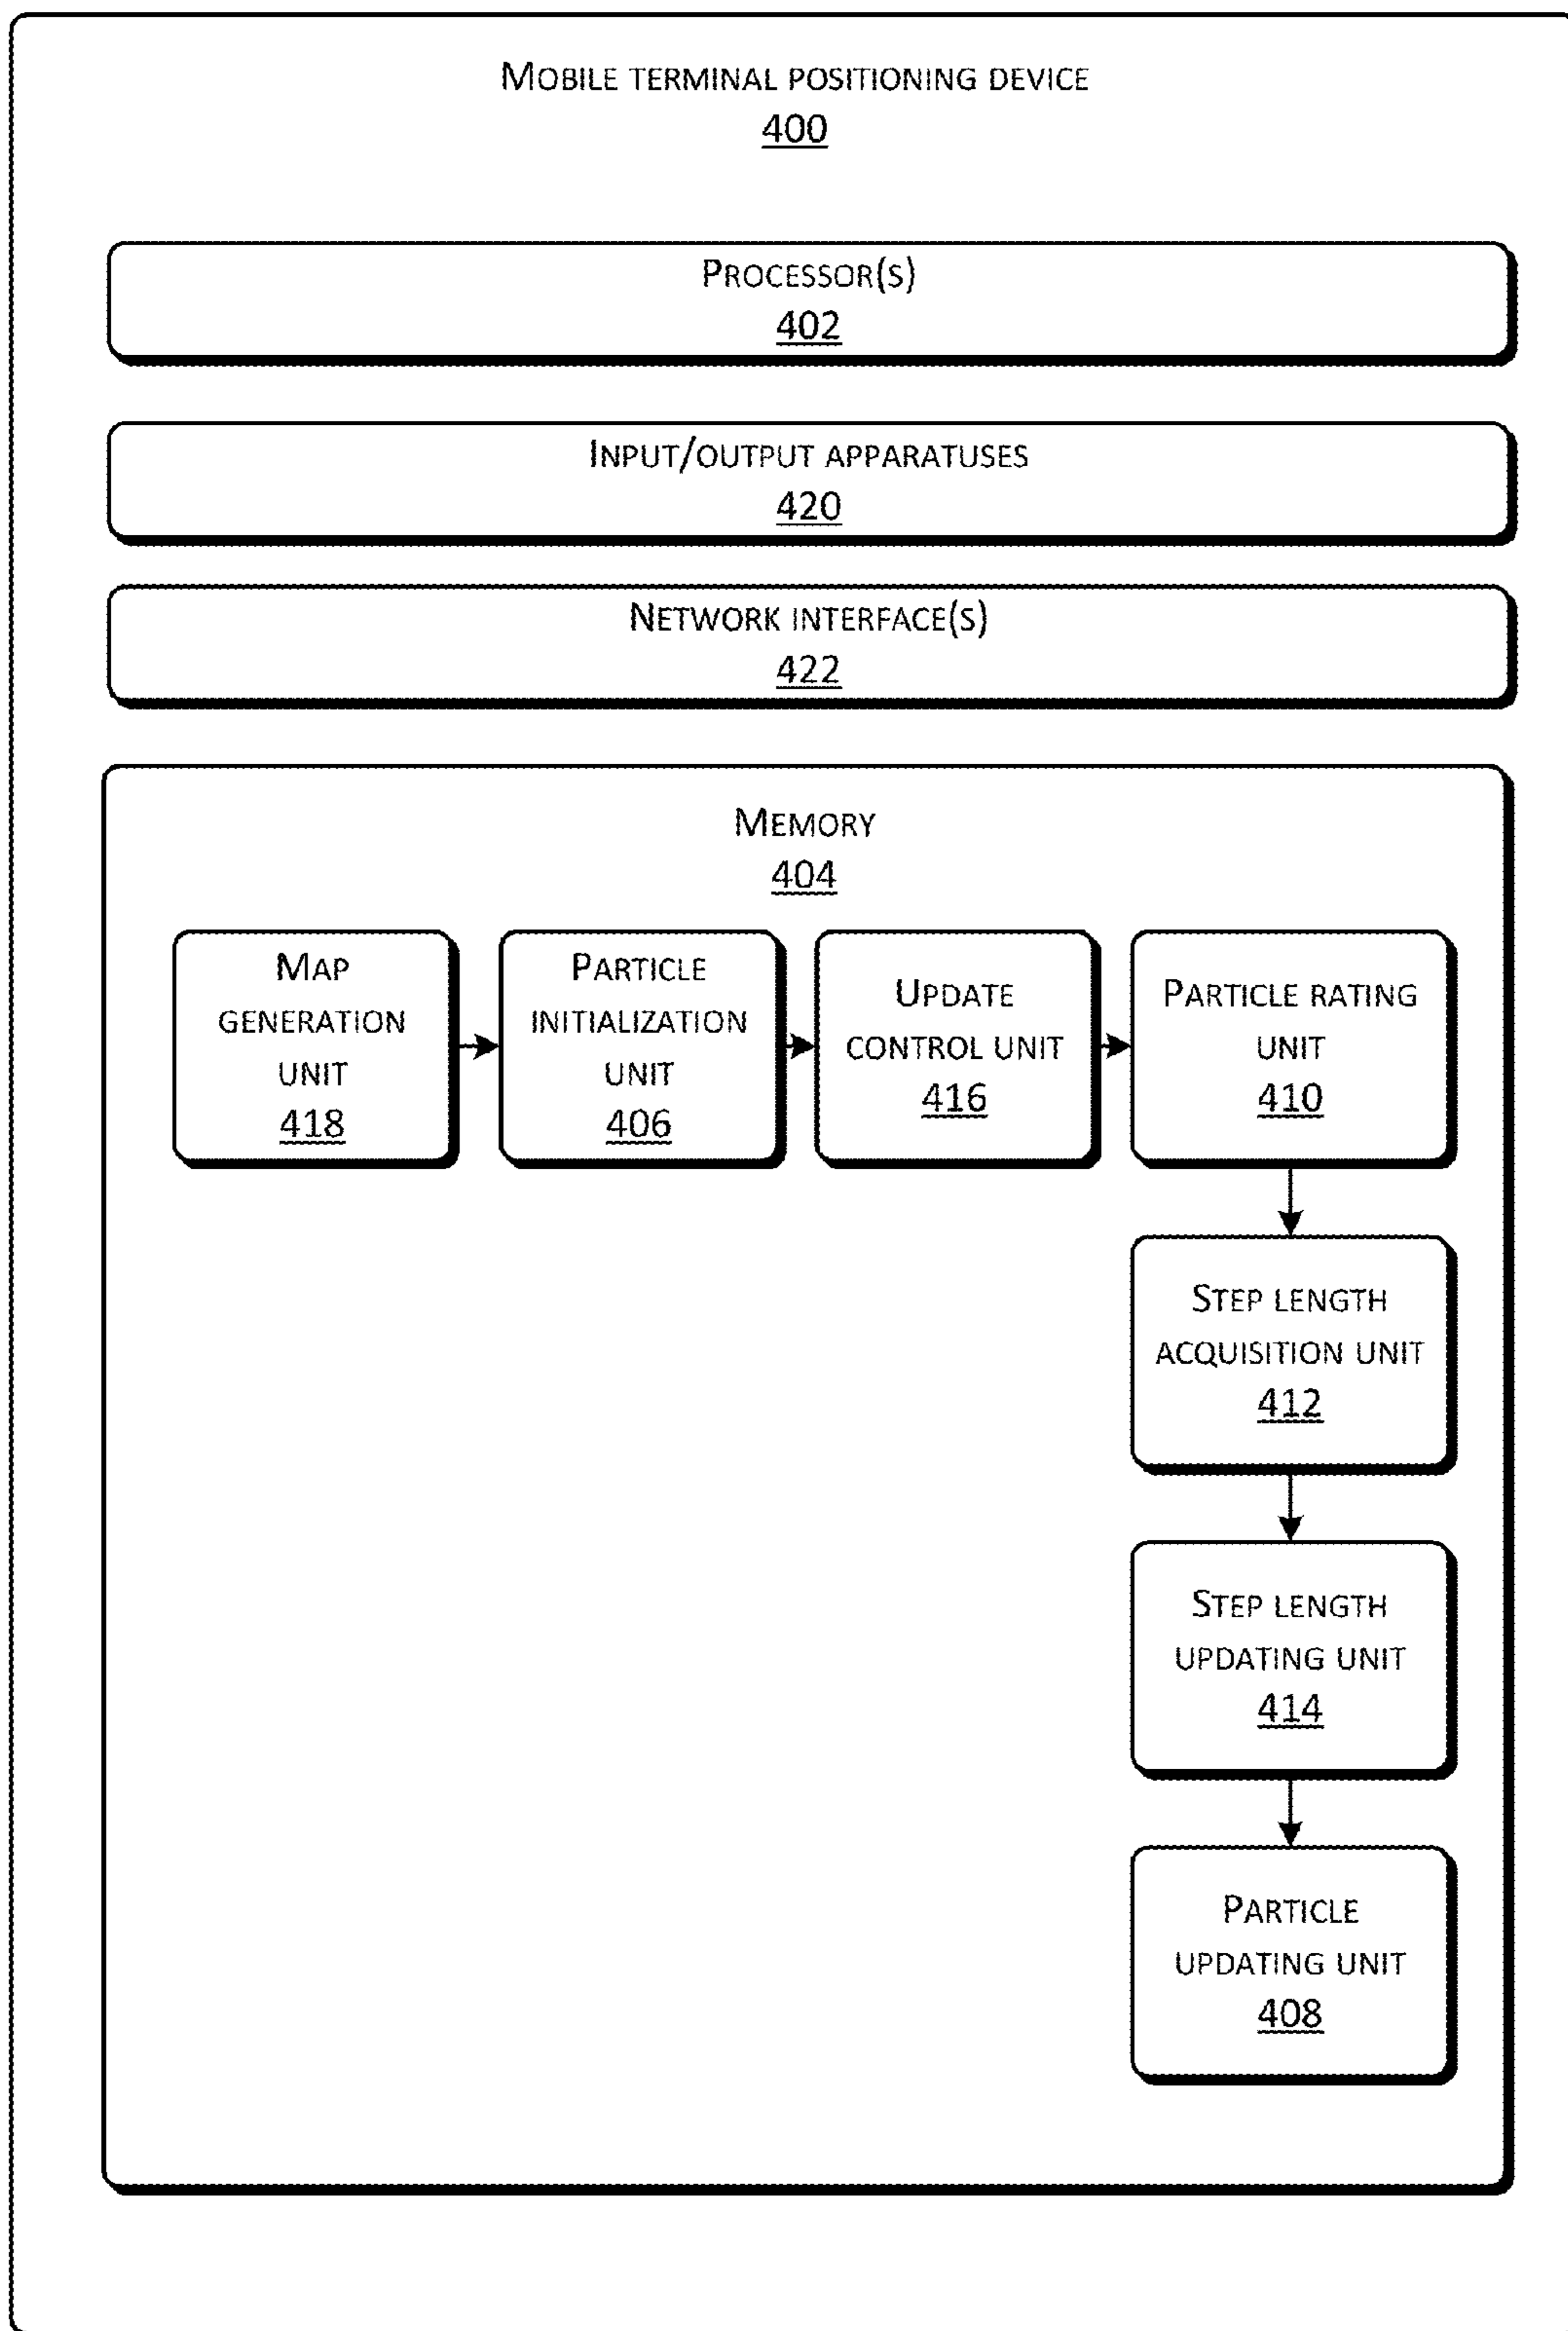 MOBILE TERMINAL POSITIONING DEVICE
400
PROCESSOR(S)
402
INPUT/OUTPUT APPARATUSES
420
NETWORK INTERFACE(S)
422
MEMORY
404
MAP
GENERATION
UNIT
418
PARTICLE
INITIALIZATION
UNIT
406
UPDATE
CONTROL UNIT
416
PARTICLE RATING
UNIT
410
STEP LENGTH
ACQUISITION UNIT
412
STEP LENGTH
UPDATING UNIT
414
PARTICLE
UPDATING UNIT
408